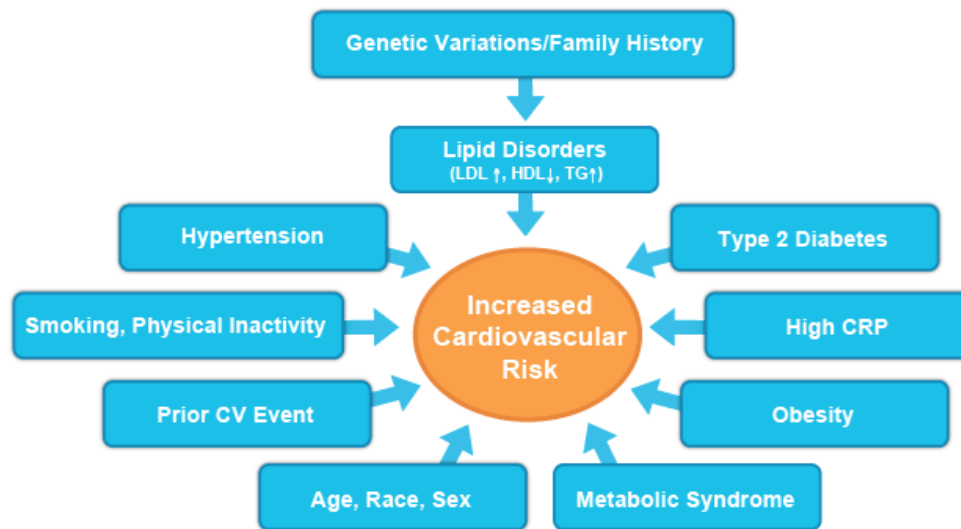 Genetic Variations/Family History
Lipid Disorders
(LDL ↑, HDL↓, TG↑)
Hypertension
Type 2 Diabetes
Increased
Cardiovascular
Risk
Smoking, Physical Inactivity
High CRP
Prior CV Event
Obesity
Age, Race, Sex
Metabolic Syndrome